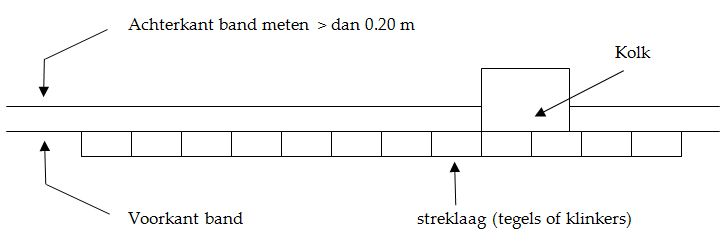 Achterkant band meten > dan 0.20 m
Kolk
Voorkant band
streklaag (tegels of klinkers)